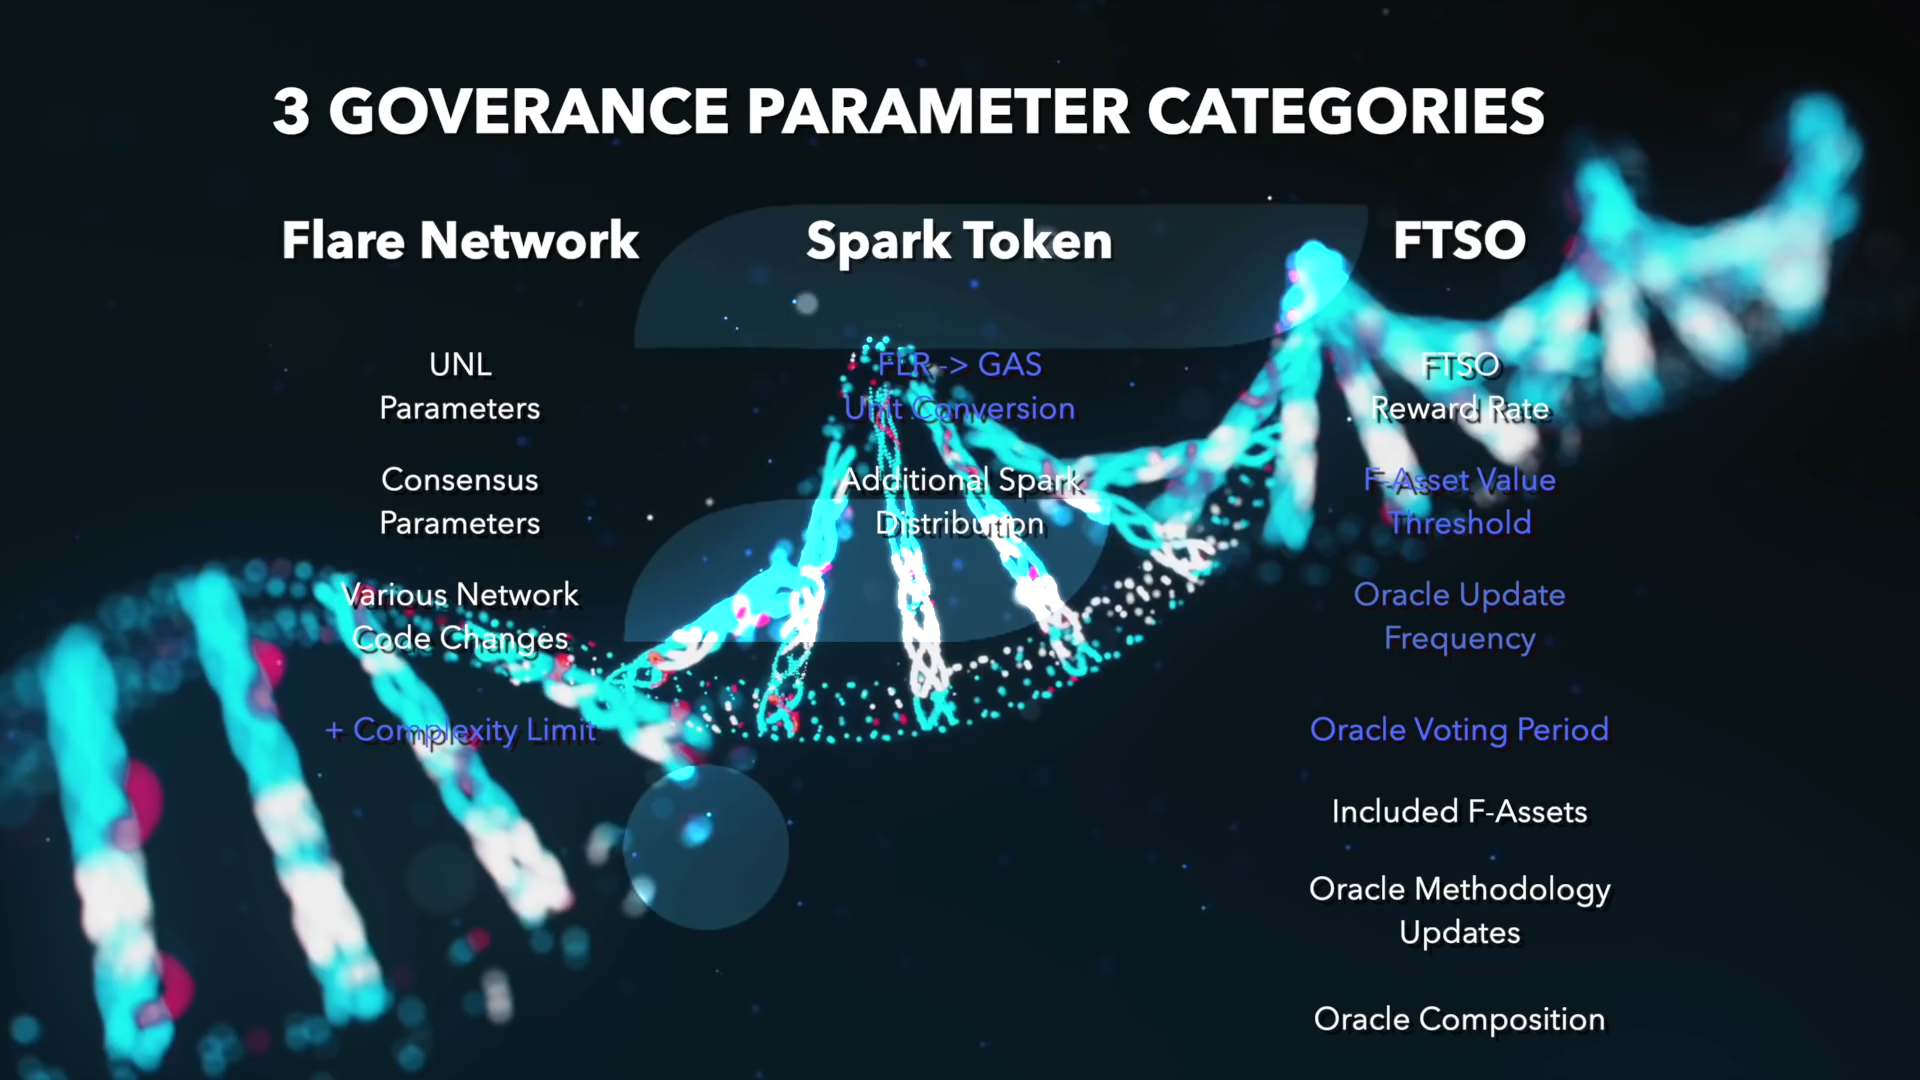 3 GOVERANCE PARAMETER CATEGORIES
Flare Network
UNL
Parameters
Consensus
Parameters
Various Network
Code Changes
+ Complexity Limit
Spark Token
FLR -> GAS
Unit Conversion
Additional Spark
Distribution
FTSO
FTSO
Reward Rate
F-Asset Value
Threshold
Oracle Update
Frequency
Oracle Voting Period
Included F-Assets
Oracle Methodology
Updates
Oracle Composition